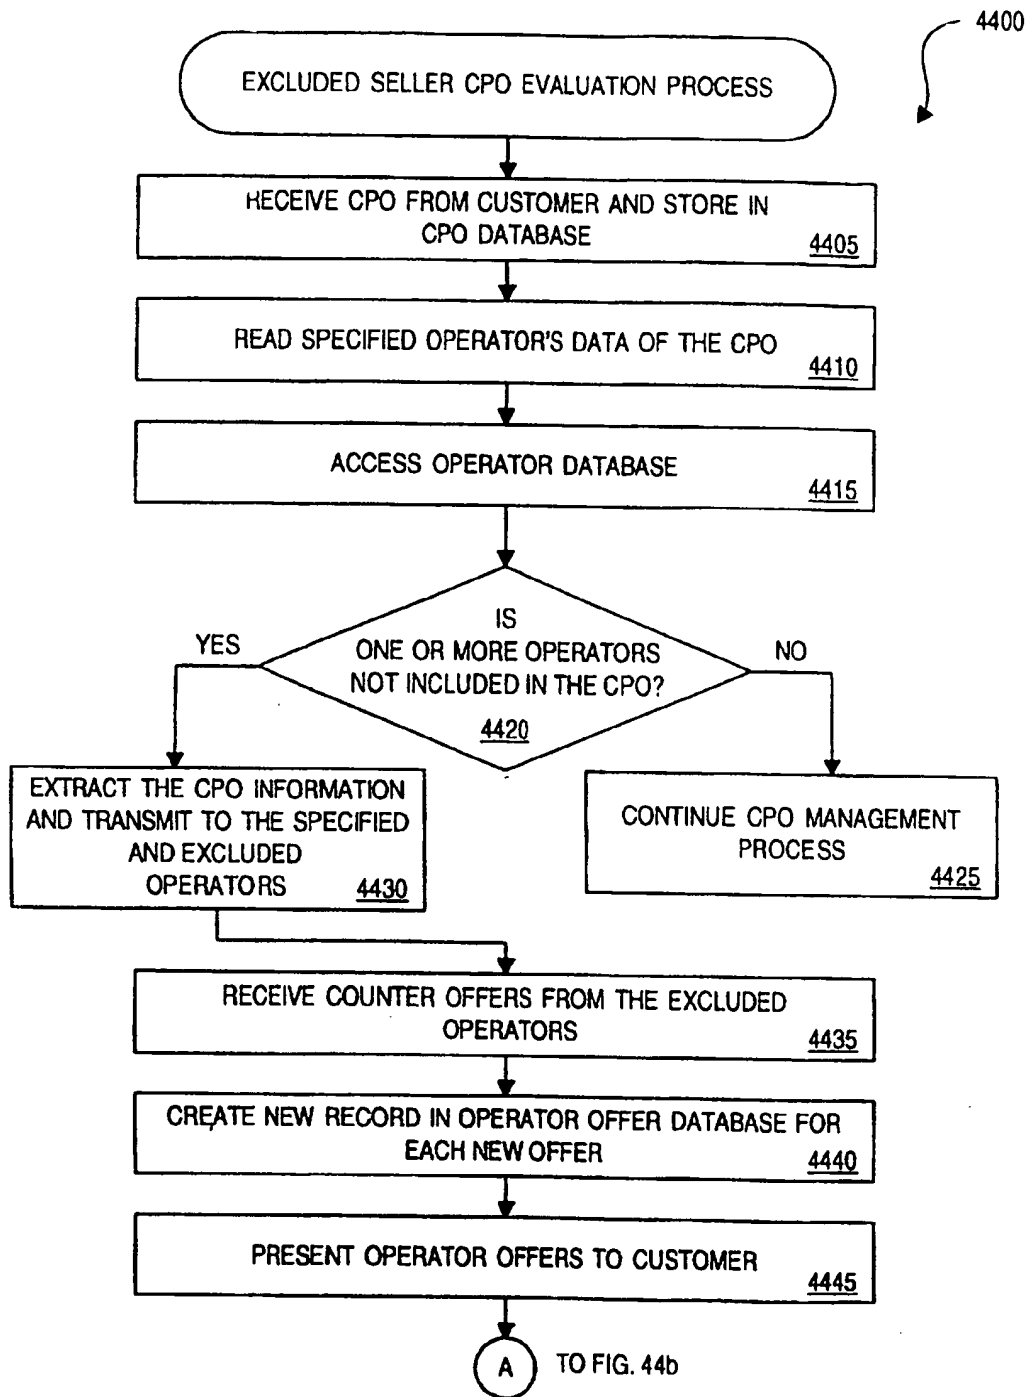 4400
EXCLUDED SELLER CPO EVALUATION PROCESS
RECEIVE CPO FROM CUSTOMER AND STORE IN
CPO DATABASE
4405
READ SPECIFIED OPERATOR'S DATA OF THE CPO
4410
ACCESS OPERATOR DATABASE
4415
IS
ONE OR MORE OPERATORS
NOT INCLUDED IN THE CPO?
4420
YES
NO
EXTRACT THE CPO INFORMATION
AND TRANSMIT TO THE SPECIFIED
AND EXCLUDED
OPERATORS
4430
CONTINUE CPO MANAGEMENT
PROCESS
4425
RECEIVE COUNTER OFFERS FROM THE EXCLUDED
OPERATORS
4435
CREATE NEW RECORD IN OPERATOR OFFER DATABASE FOR
EACH NEW OFFER
4440
PRESENT OPERATOR OFFERS TO CUSTOMER
4445
A
TO FIG. 44b